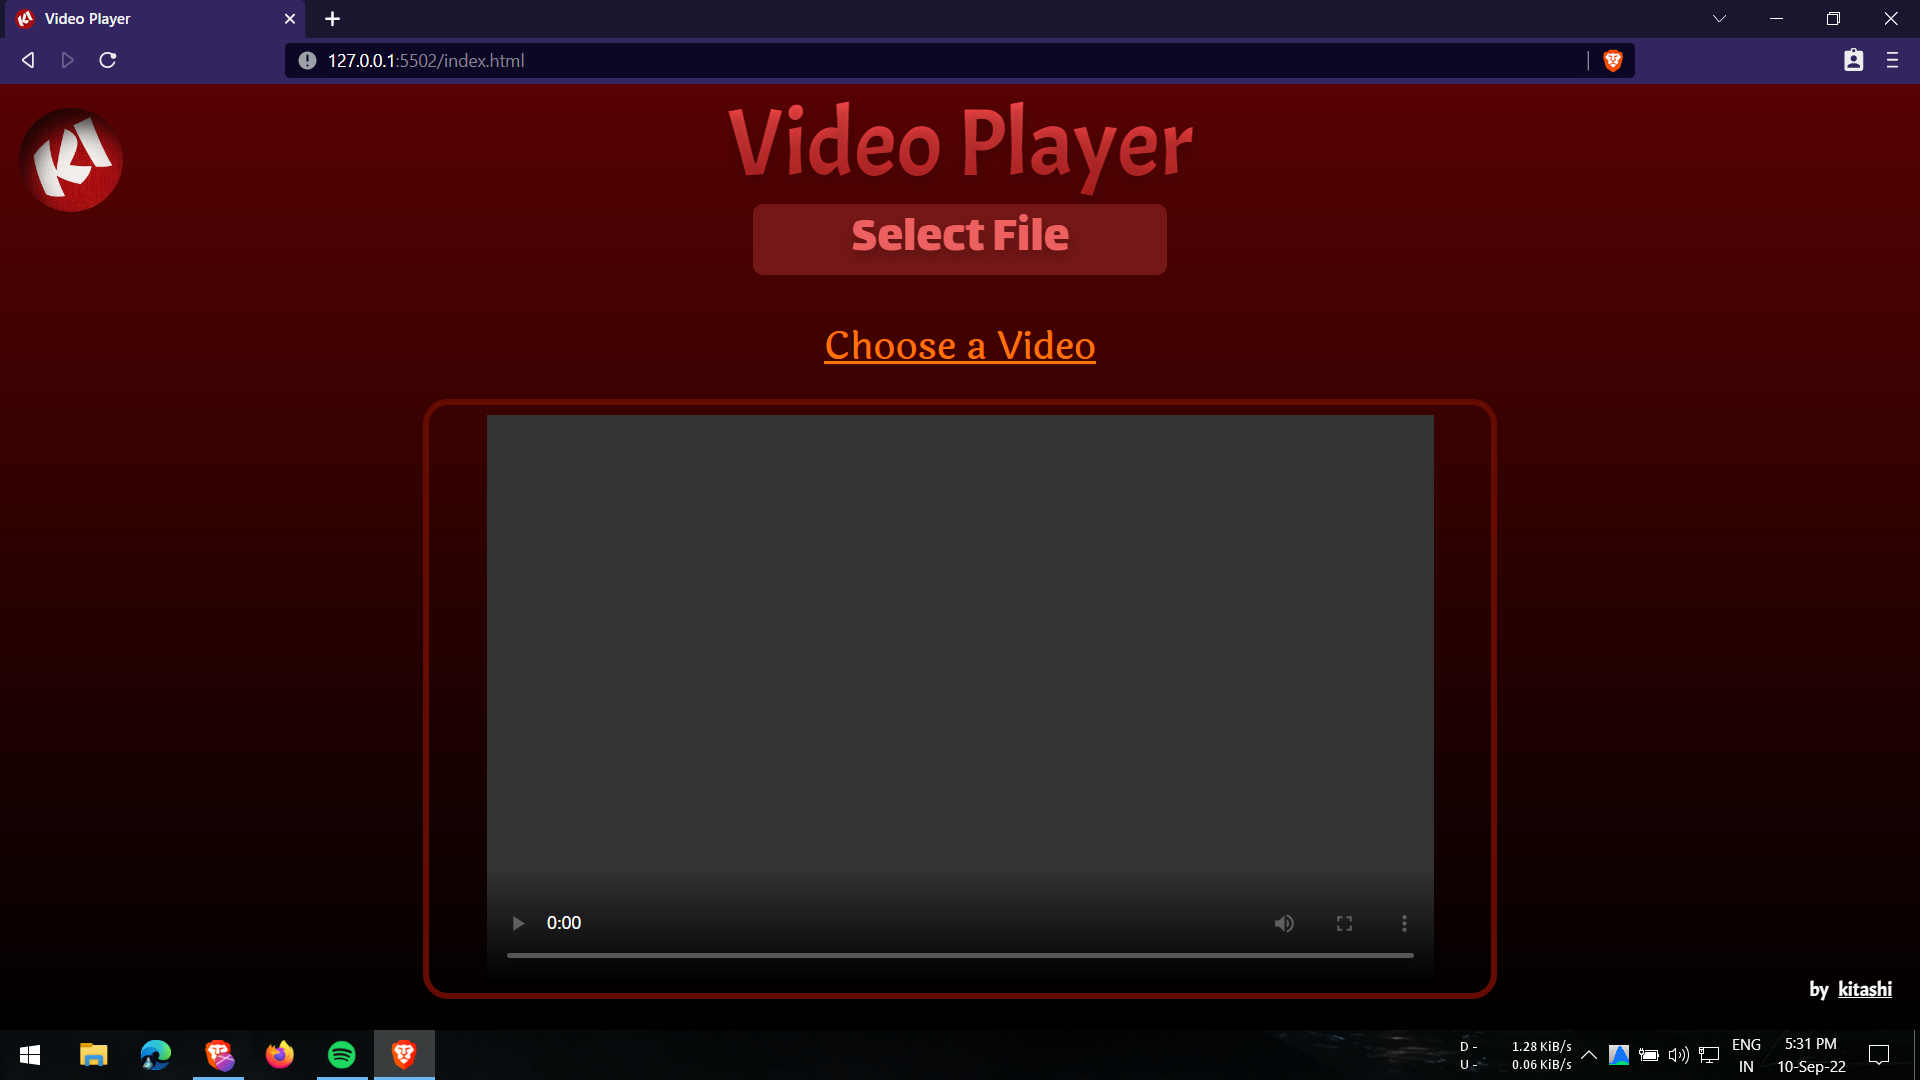 Video Player
127.0.0.1:5502/index.html
KI
Video Player
Select File
Choose a Video
0:00
by kitashi
D - 1.28 KiB/s
U - 0.06 KiB/s
ENG
IN
5:31 PM
10-Sep-22